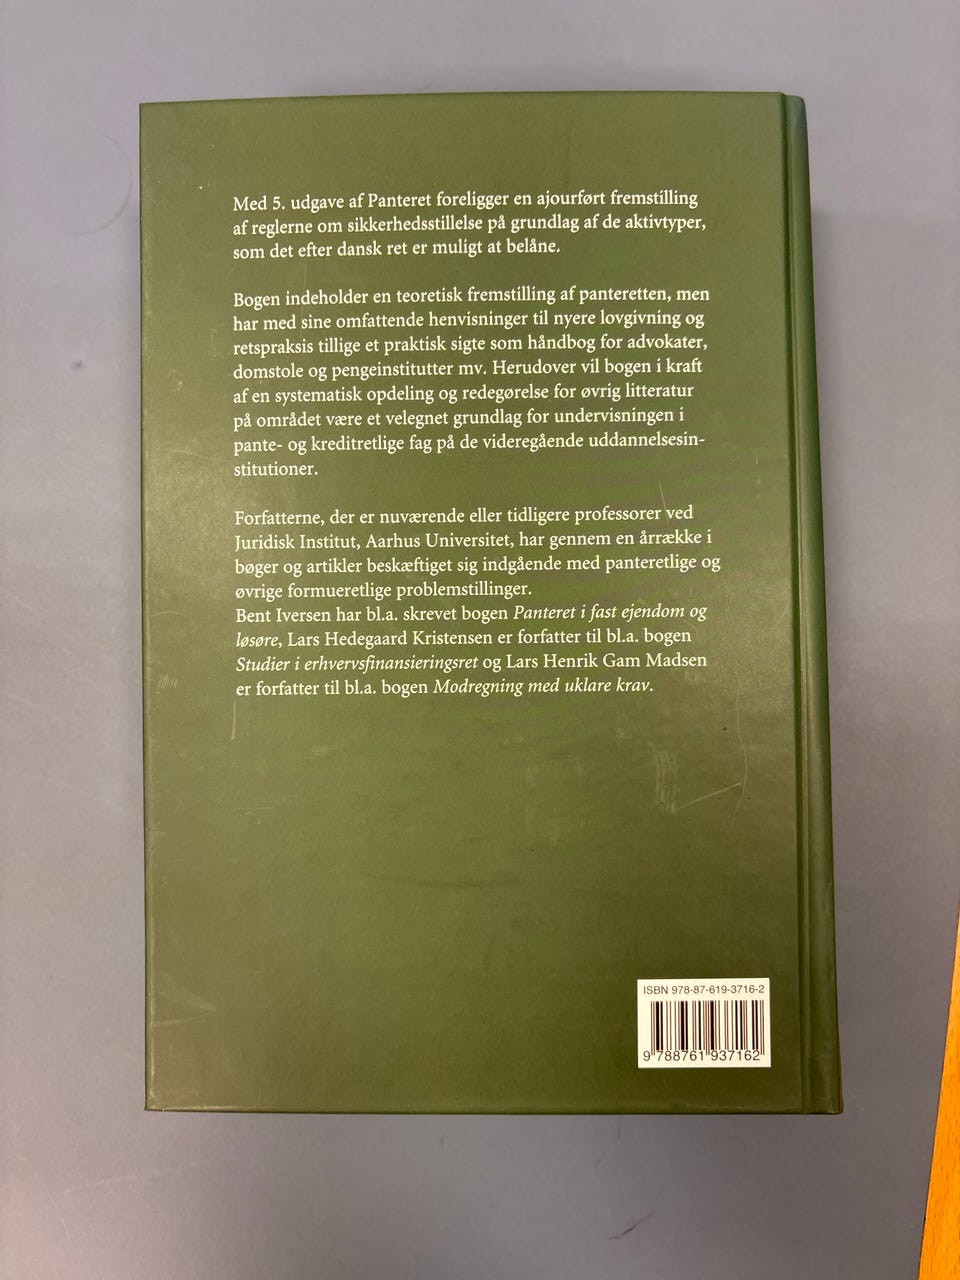 Med 5. udgave af Panteret foreligger en ajourført fremstilling
af reglerne om sikkerhedsstillelse på grundlag af de aktivtyper,
som det efter dansk ret er muligt at belåne.
Bogen indeholder en teoretisk fremstilling af panteretten, men
har med sine omfattende henvisninger til nyere lovgivning og
retspraksis tillige et praktisk sigte som håndbog for advokater,
domstole og pengeinstitutter mv. Herudover vil bogen i kraft
af en systematisk opdeling og redegørelse for øvrig litteratur
på området være et velegnet grundlag for undervisningen i
pante- og kreditretlige fag på de videregående uddannelsesin-
stitutioner.
Forfatterne, der er nuværende eller tidligere professorer ved
Juridisk Institut, Aarhus Universitet, har gennem en årrække i
bøger og artikler beskæftiget sig indgående med panteretlige og
øvrige formueretlige problemstillinger.
Bent Iversen har bl.a. skrevet bogen Panteret i fast ejendom og
løsøre, Lars Hedegaard Kristensen er forfatter til bl.a. bogen
Studier i erhvervsfinansieringsret og Lars Henrik Gam Madsen
er forfatter til bl.a. bogen Modregning med uklare krav.
ISBN 978-87-619-3716-2
9 788761 937162